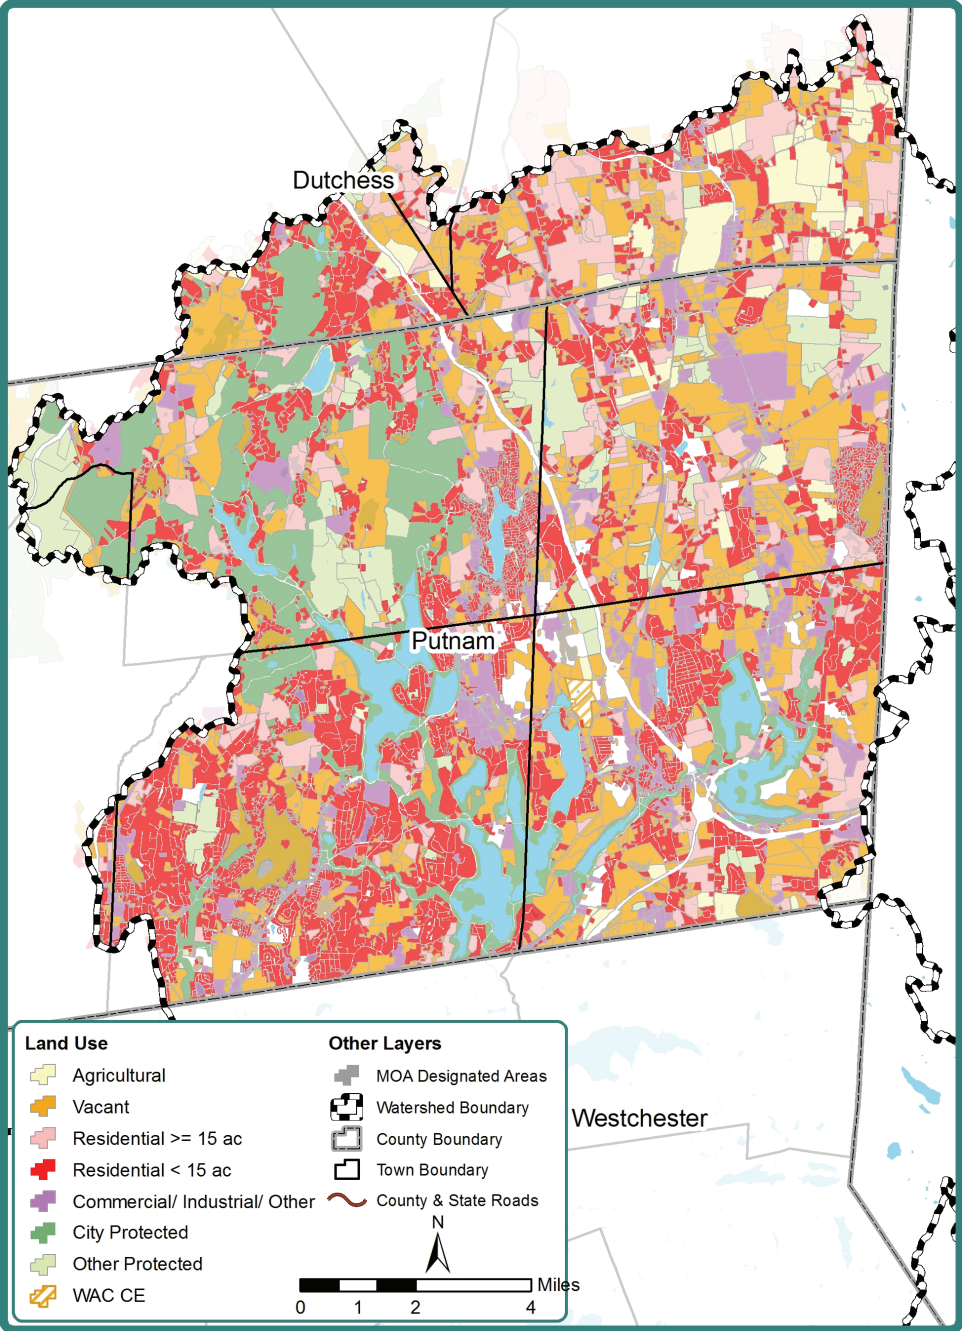 Dutchess
Putnam
Westchester
Land Use
Agricultural
Vacant
Residential >= 15 ac
Residential < 15 ac
Commercial/ Industrial/ Other
City Protected
Other Protected
WAC CE
Other Layers
MOA Designated Areas
Watershed Boundary
County Boundary
Town Boundary
County & State Roads
N
Miles
0 1 2 4